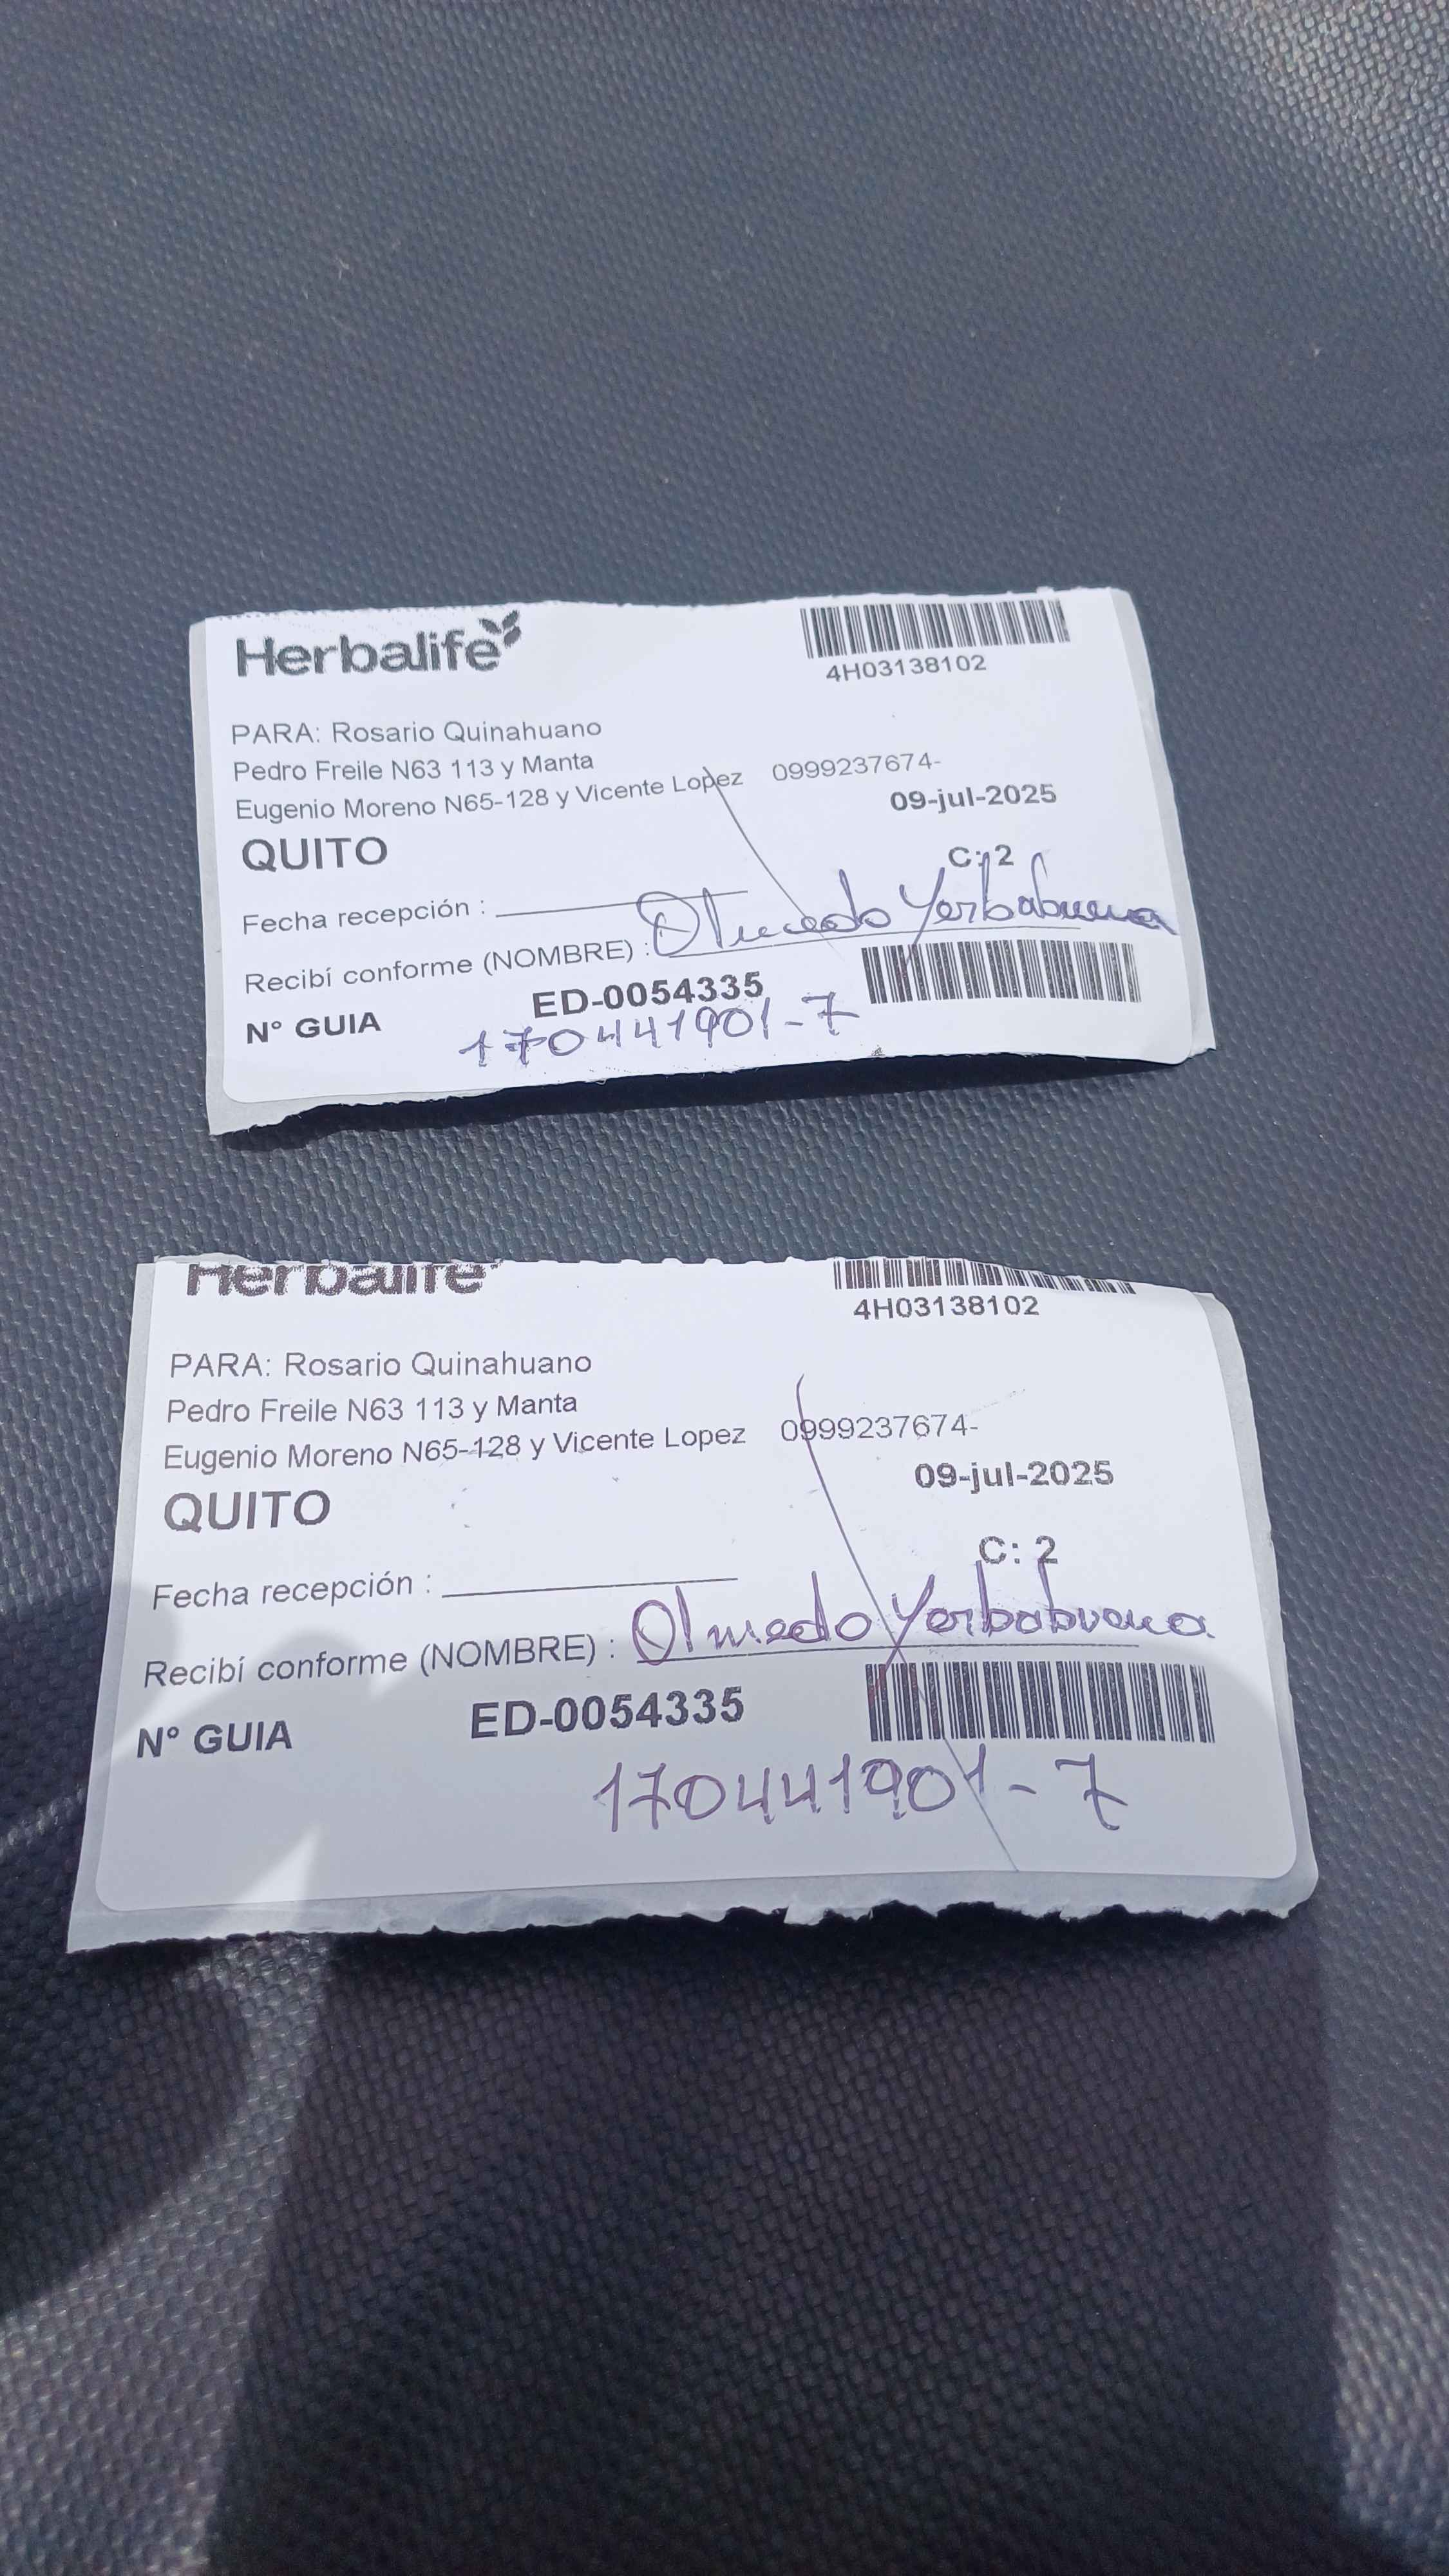 Herbalife
4H03138102
PARA: Rosario Quinahuano
Pedro Freile N63 113 y Manta
Eugenio Moreno N65-128 y Vicente Lopez 0999237674-
09-jul-2025
QUITO
C: 2
Fecha recepción :
Recibí conforme (NOMBRE) : Olmedo Yerbabuena
Nº GUIA ED-0054335
170441901-7
Herbalife
4H03138102
PARA: Rosario Quinahuano
Pedro Freile N63 113 y Manta
Eugenio Moreno N65-128 y Vicente Lopez 0999237674-
09-jul-2025
QUITO
C: 2
Fecha recepción :
Recibí conforme (NOMBRE) : Olmedo Yerbabuena
Nº GUIA ED-0054335
170441901-7